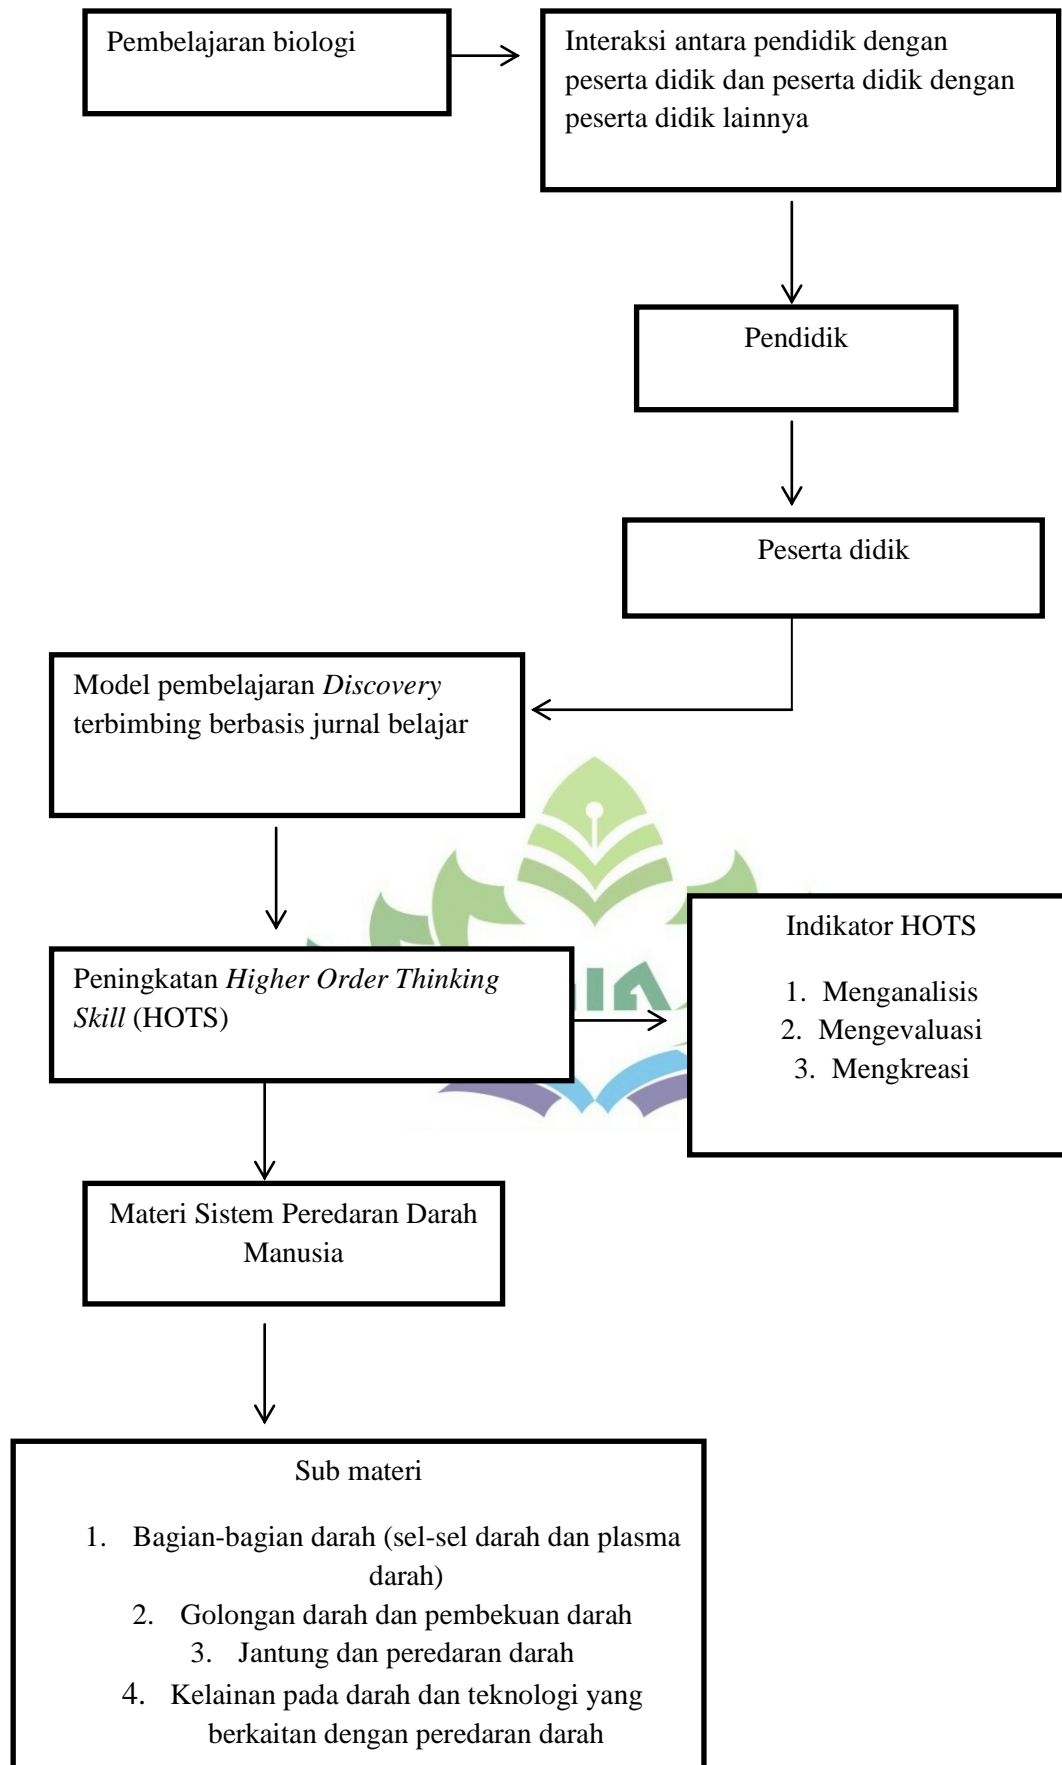 Pembelajaran biologi
Interaksi antara pendidik dengan
peserta didik dan peserta didik dengan
peserta didik lainnya
Pendidik
Peserta didik
Model pembelajaran Discovery
terbimbing berbasis jurnal belajar
Peningkatan Higher Order Thinking
Skill (HOTS)
Indikator HOTS
1. Menganalisis
2. Mengevaluasi
3. Mengkreasi
Materi Sistem Peredaran Darah
Manusia
Sub materi
1. Bagian-bagian darah (sel-sel darah dan plasma
darah)
2. Golongan darah dan pembekuan darah
3. Jantung dan peredaran darah
4. Kelainan pada darah dan teknologi yang
berkaitan dengan peredaran darah